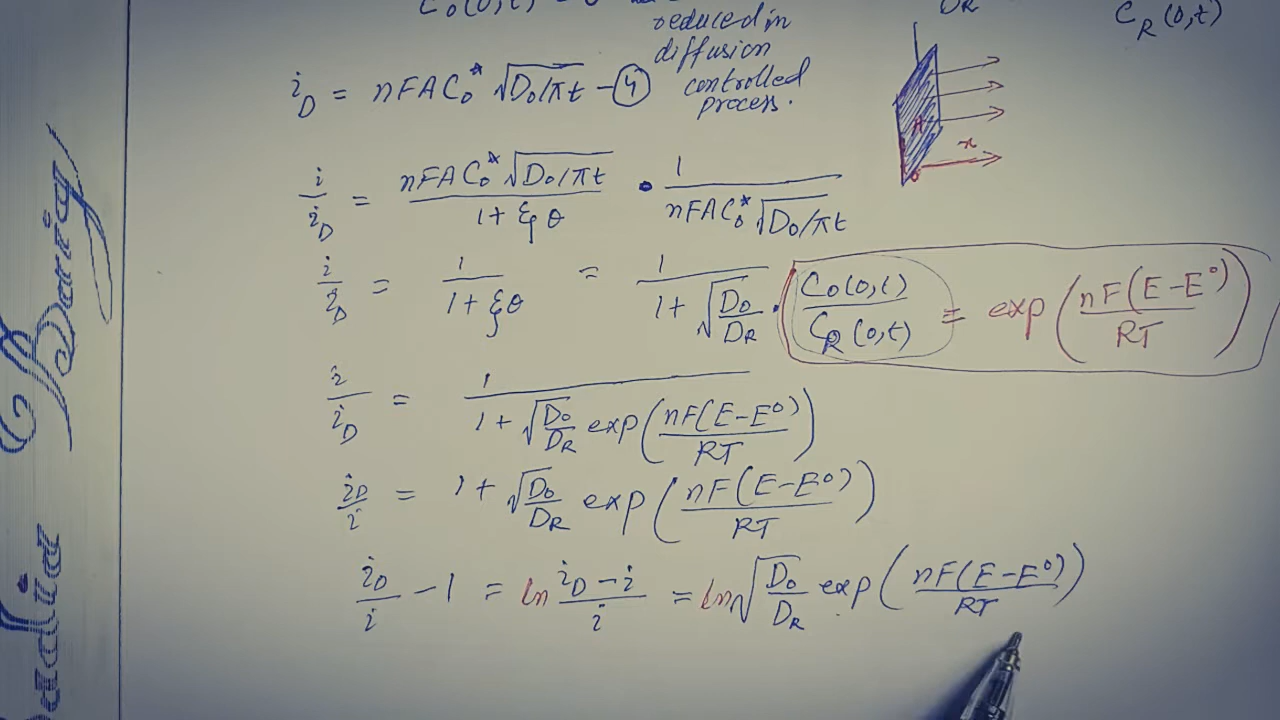 C_O(0,t)
reduced in
diffusion
controlled
process.
D_R
C_R(0,t)
i_D = nFAC_O* √(D_O/πt) — ④
A
x
i/i_D = nFAC_O* √(D_O/πt) / (1 + ξθ) · 1 / (nFAC_O* √(D_O/πt))
i/i_D = 1/(1 + ξθ) = 1/(1 + √(D_O/D_R) · C_O(0,t)/C_R(0,t)) = exp(nF(E-E°)/RT)
i/i_D = 1/(1 + √(D_O/D_R) exp(nF(E-E°)/RT))
i_D/i = 1 + √(D_O/D_R) exp(nF(E-E°)/RT)
i_D/i - 1 = ln (i_D - i)/i = ln √(D_O/D_R) exp(nF(E-E°)/RT)